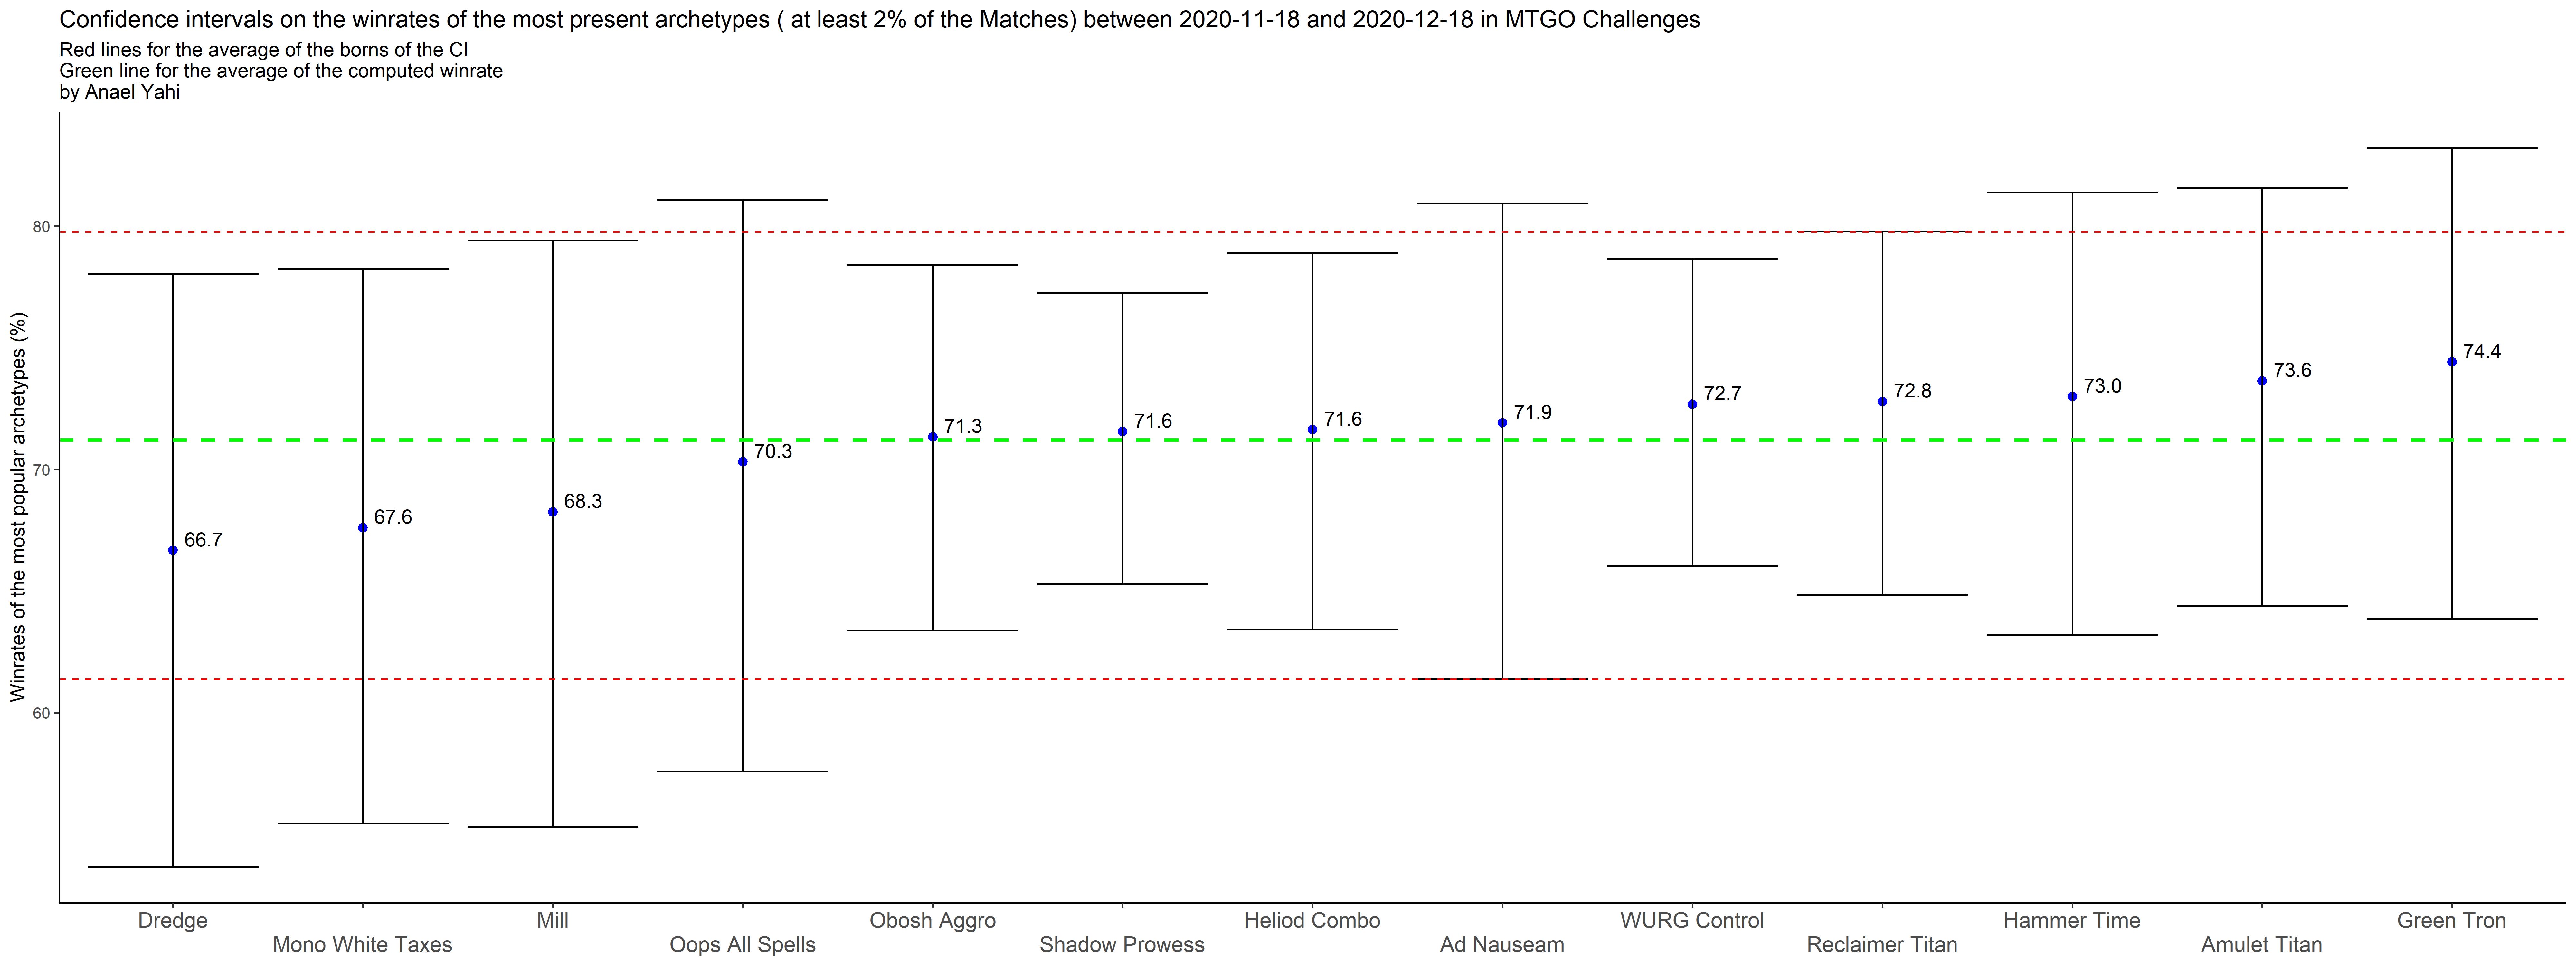 Confidence intervals on the winrates of the most present archetypes ( at least 2% of the Matches) between 2020-11-18 and 2020-12-18 in MTGO Challenges
Red lines for the average of the borns of the CI
Green line for the average of the computed winrate
by Anael Yahi
Winrates of the most popular archetypes (%)
80
70
60
66.7
67.6
68.3
70.3
71.3
71.6
71.6
71.9
72.7
72.8
73.0
73.6
74.4
Dredge
Mono White Taxes
Mill
Oops All Spells
Obosh Aggro
Shadow Prowess
Heliod Combo
Ad Nauseam
WURG Control
Reclaimer Titan
Hammer Time
Amulet Titan
Green Tron